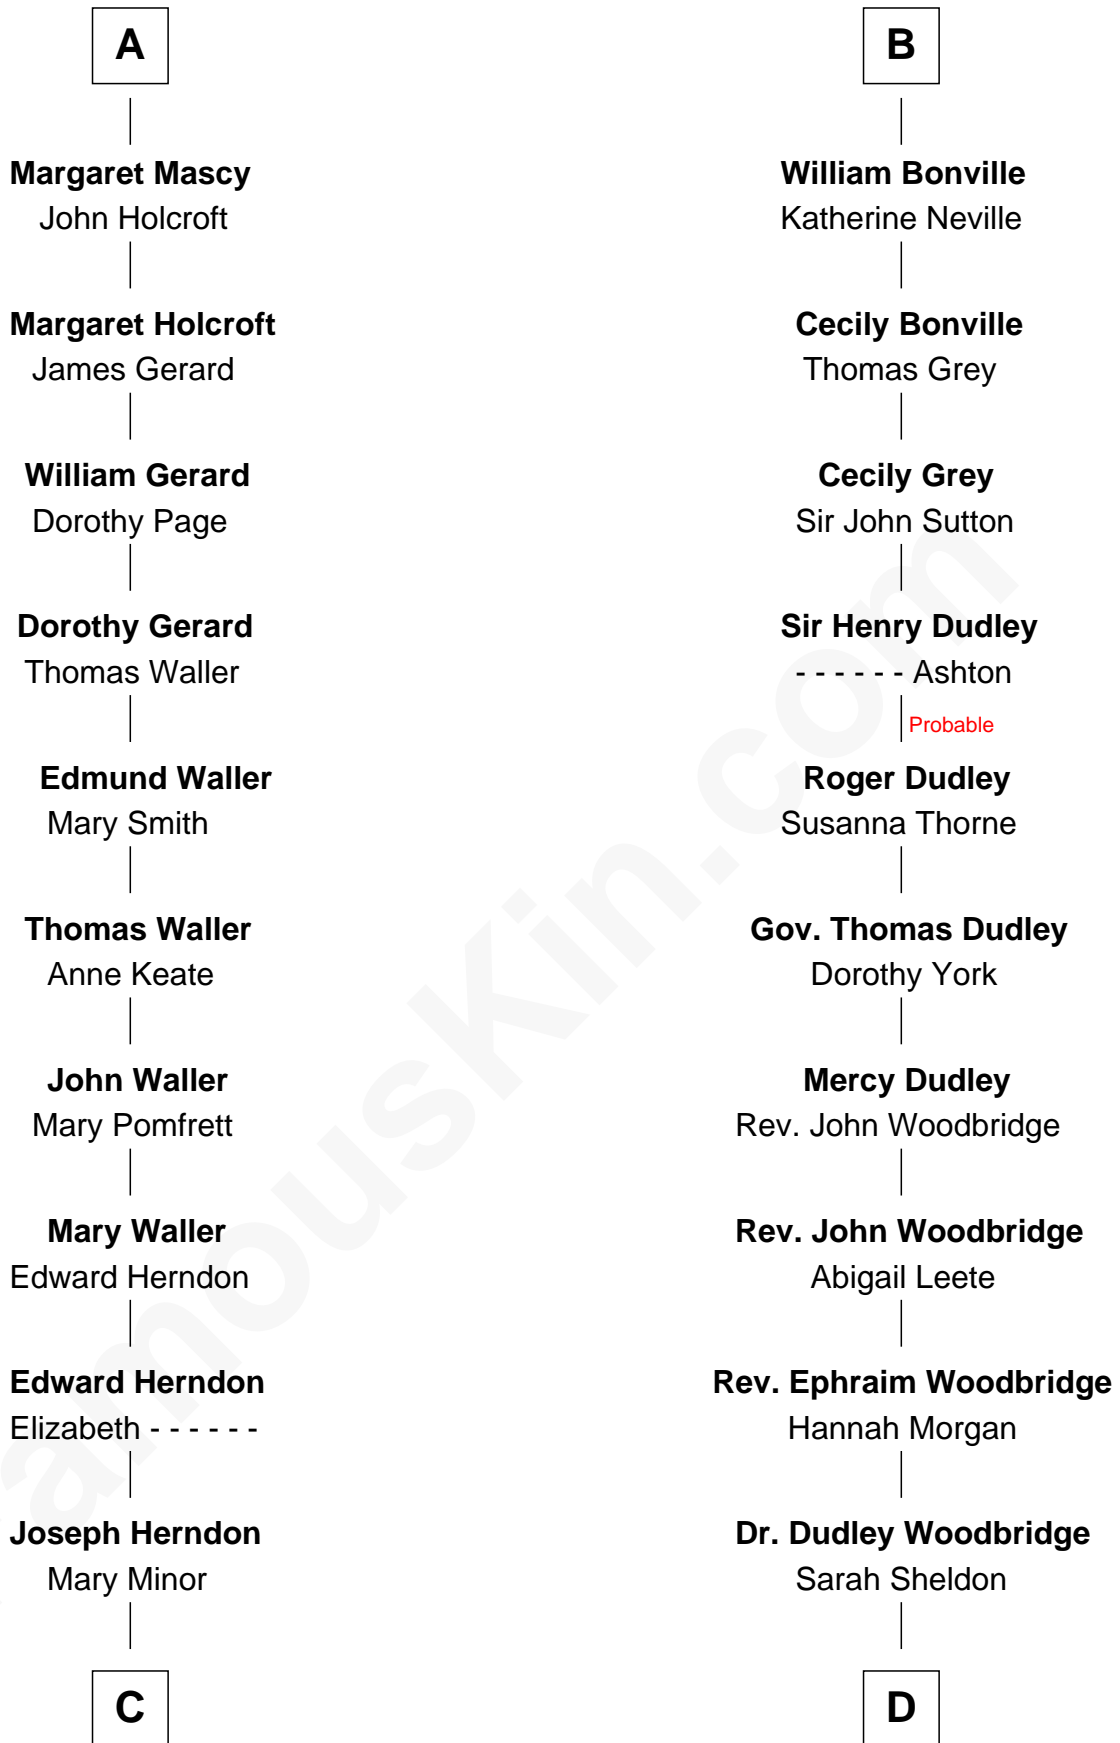 A
Margaret Mascy
John Holcroft
Margaret Holcroft
James Gerard
William Gerard
Dorothy Page
Dorothy Gerard
Thomas Waller
Edmund Waller
Mary Smith
Thomas Waller
Anne Keate
John Waller
Mary Pomfrett
Mary Waller
Edward Herndon
Edward Herndon
Elizabeth - - - - - -
Joseph Herndon
Mary Minor
C
B
William Bonville
Katherine Neville
Cecily Bonville
Thomas Grey
Cecily Grey
Sir John Sutton
Sir Henry Dudley
- - - - - - Ashton
Probable
Roger Dudley
Susanna Thorne
Gov. Thomas Dudley
Dorothy York
Mercy Dudley
Rev. John Woodbridge
Rev. John Woodbridge
Abigail Leete
Rev. Ephraim Woodbridge
Hannah Morgan
Dr. Dudley Woodbridge
Sarah Sheldon
D
amouskin.com